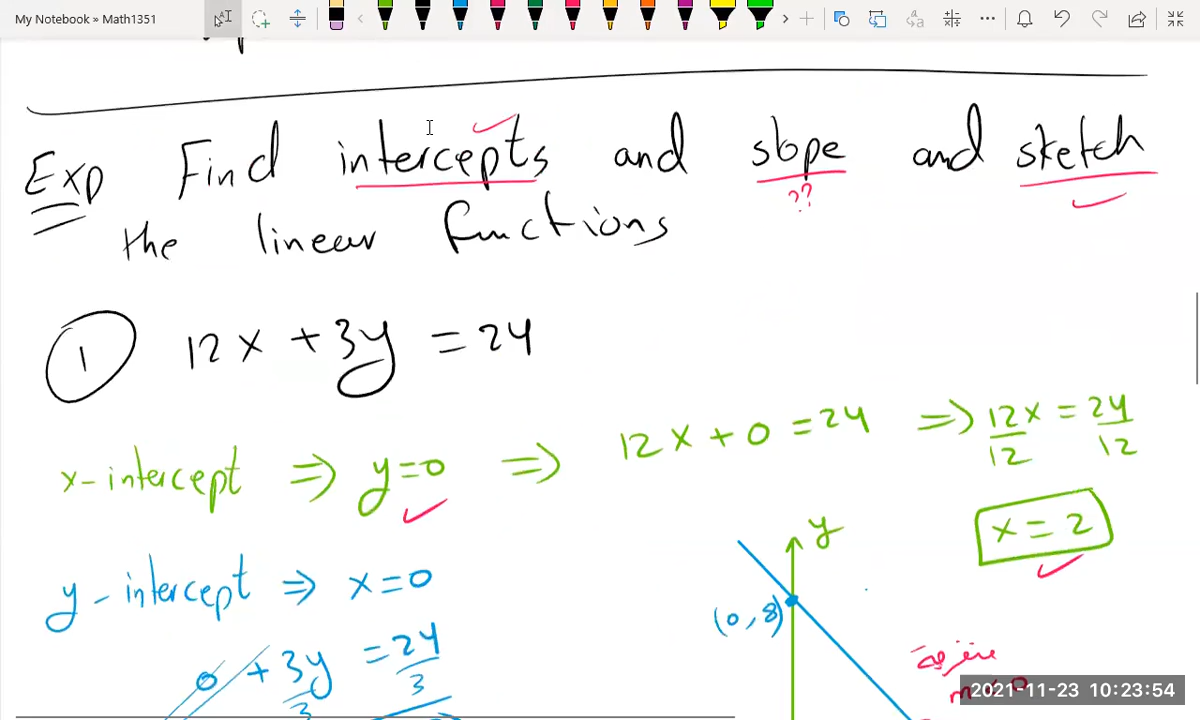 My Notebook » Math1351
Exp Find intercepts and slope and sketch
??
the linear functions
1 12x + 3y = 24
x-intercept ⇒ y=0 ⇒ 12x + 0 = 24 ⇒ 12x/12 = 24/12
x = 2
y-intercept ⇒ x=0
y
(0,8)
0 + 3y/3 = 24/3
2021-11-23 10:23:54